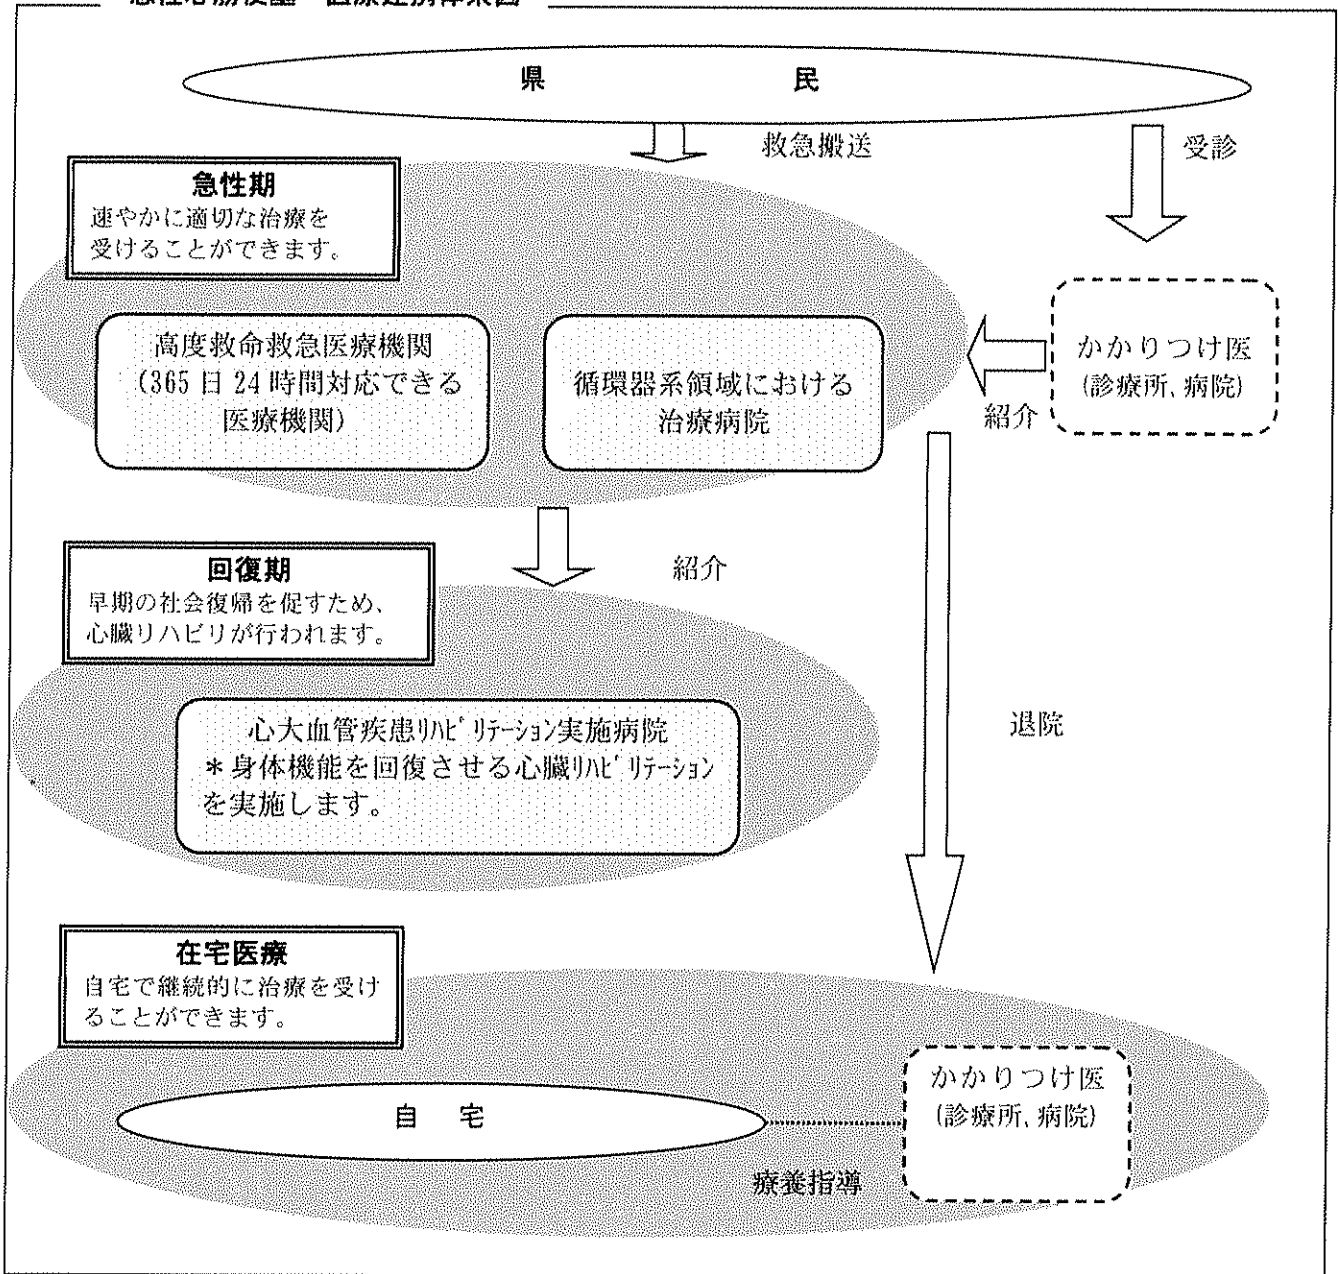 県 民
救急搬送
受診
急性期
速やかに適切な治療を
受けることができます。
高度救命救急医療機関
(365 日 24 時間対応できる
医療機関)
循環器系領域における
治療病院
紹介
かかりつけ医
(診療所, 病院)
紹介
回復期
早期の社会復帰を促すため、
心臓リハビリが行われます。
心大血管疾患ﾘﾊﾋﾞﾘﾃｰｼｮﾝ実施病院
＊身体機能を回復させる心臓ﾘﾊﾋﾞﾘﾃｰｼｮﾝ
を実施します。
退院
在宅医療
自宅で継続的に治療を受け
ることができます。
自 宅
かかりつけ医
(診療所, 病院)
療養指導